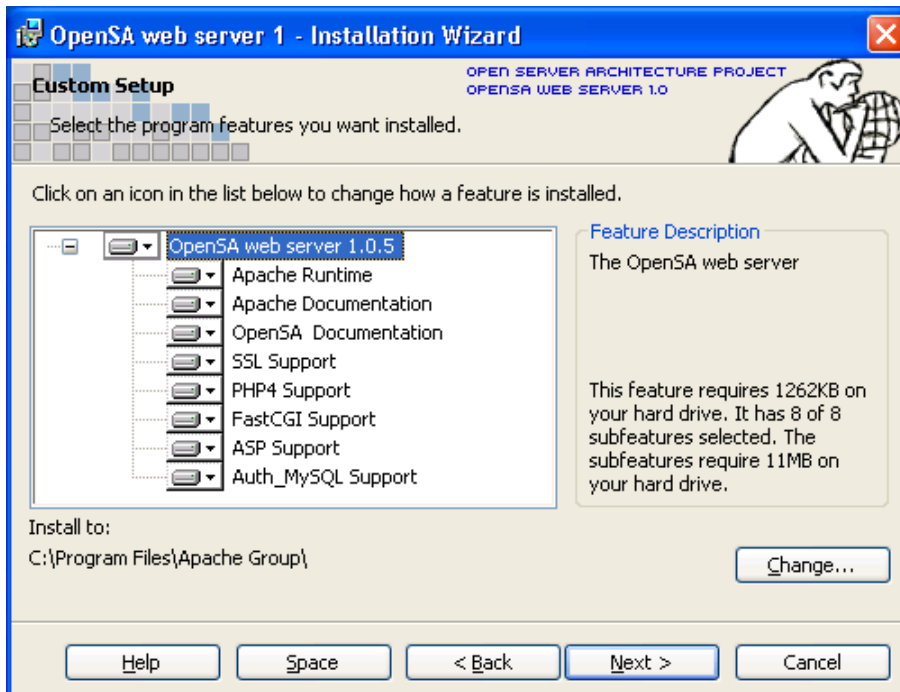 OpenSA web server 1 - Installation Wizard
Custom Setup
OPEN SERVER ARCHITECTURE PROJECT
OPENSA WEB SERVER 1.0
Select the program features you want installed.
Click on an icon in the list below to change how a feature is installed.
OpenSA web server 1.0.5
Apache Runtime
Apache Documentation
OpenSA  Documentation
SSL Support
PHP4 Support
FastCGI Support
ASP Support
Auth_MySQL Support
Feature Description
The OpenSA web server
This feature requires 1262KB on
your hard drive. It has 8 of 8
subfeatures selected. The
subfeatures require 11MB on
your hard drive.
Install to:
C:\Program Files\Apache Group\
Change...
Help
Space
< Back
Next >
Cancel